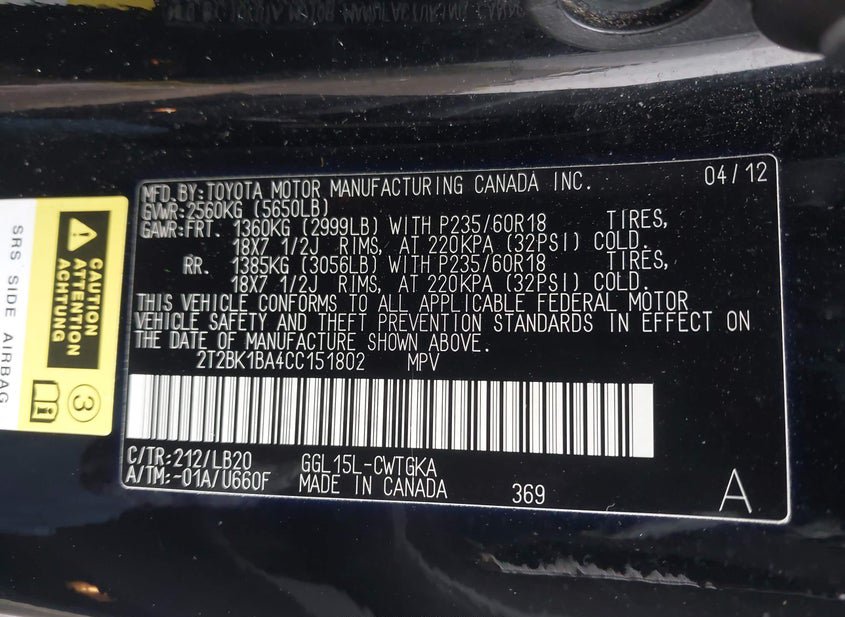 MFD.BY:TOYOTA MOTOR MANUFACTURING CANADA INC. 04/12
GVWR:2560KG (5650LB)
GAWR:FRT. 1360KG (2999LB) WITH P235/60R18 TIRES,
18X7 1/2J RIMS, AT 220KPA (32PSI) COLD.
RR. 1385KG (3056LB) WITH P235/60R18 TIRES,
18X7 1/2J RIMS, AT 220KPA (32PSI) COLD.
THIS VEHICLE CONFORMS TO ALL APPLICABLE FEDERAL MOTOR
VEHICLE SAFETY AND THEFT PREVENTION STANDARDS IN EFFECT ON
THE DATE OF MANUFACTURE SHOWN ABOVE.
2T2BK1BA4CC151802 MPV
C/TR:212/LB20 GGL15L-CWTGKA
A/TM:-01A/U660F MADE IN CANADA 369 A
CAUTION
ATTENTION
ACHTUNG
3
SRS SIDE AIRBAG